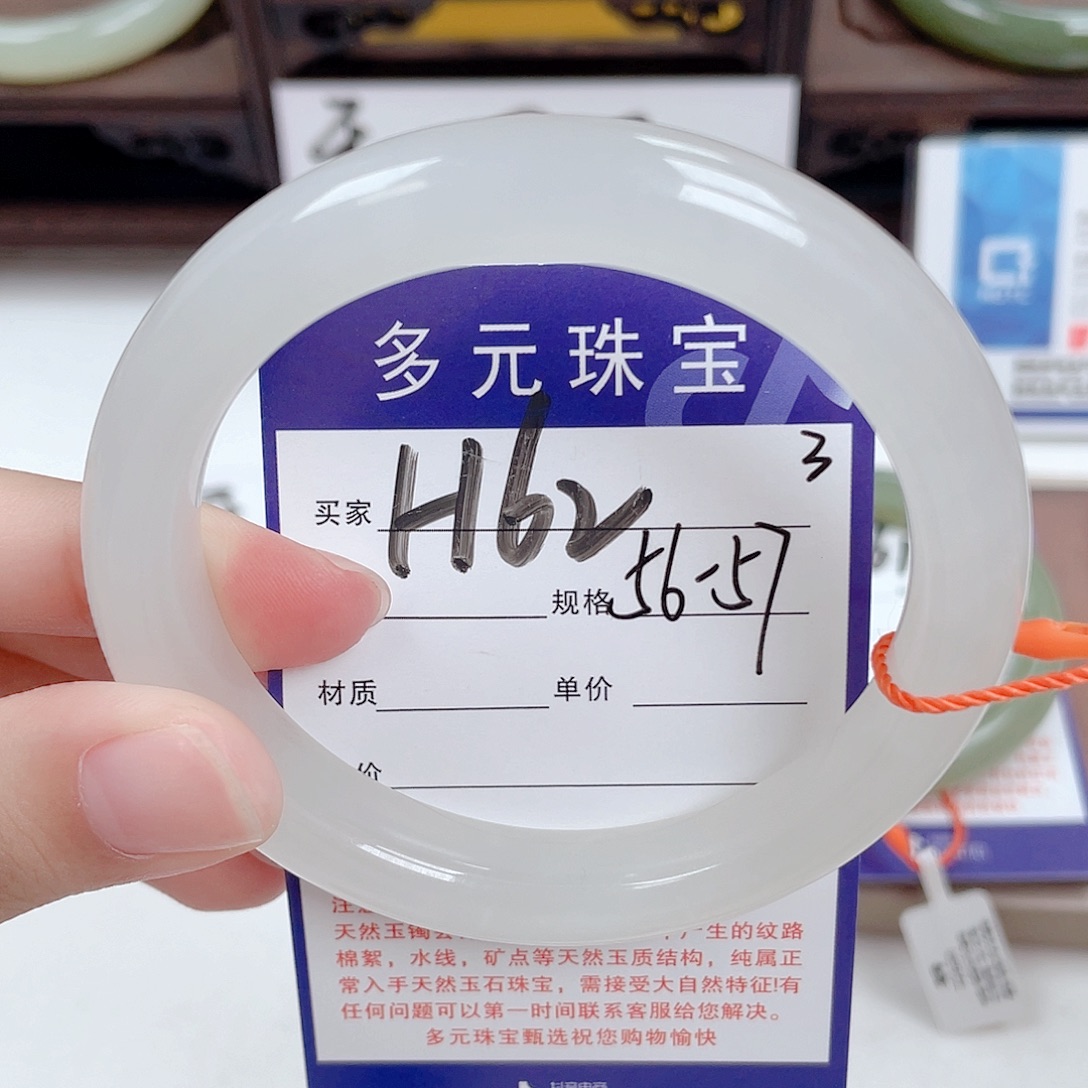 多元珠宝
3
买家 H62
规格 56-57
材质 单价
价
天然玉镯
产生的纹路
棉絮，水线，矿点等天然玉质结构，纯属正
常入手天然玉石珠宝，需接受大自然特征!有
任何问题可以第一时间联系客服给您解决。
多元珠宝甄选祝您购物愉快